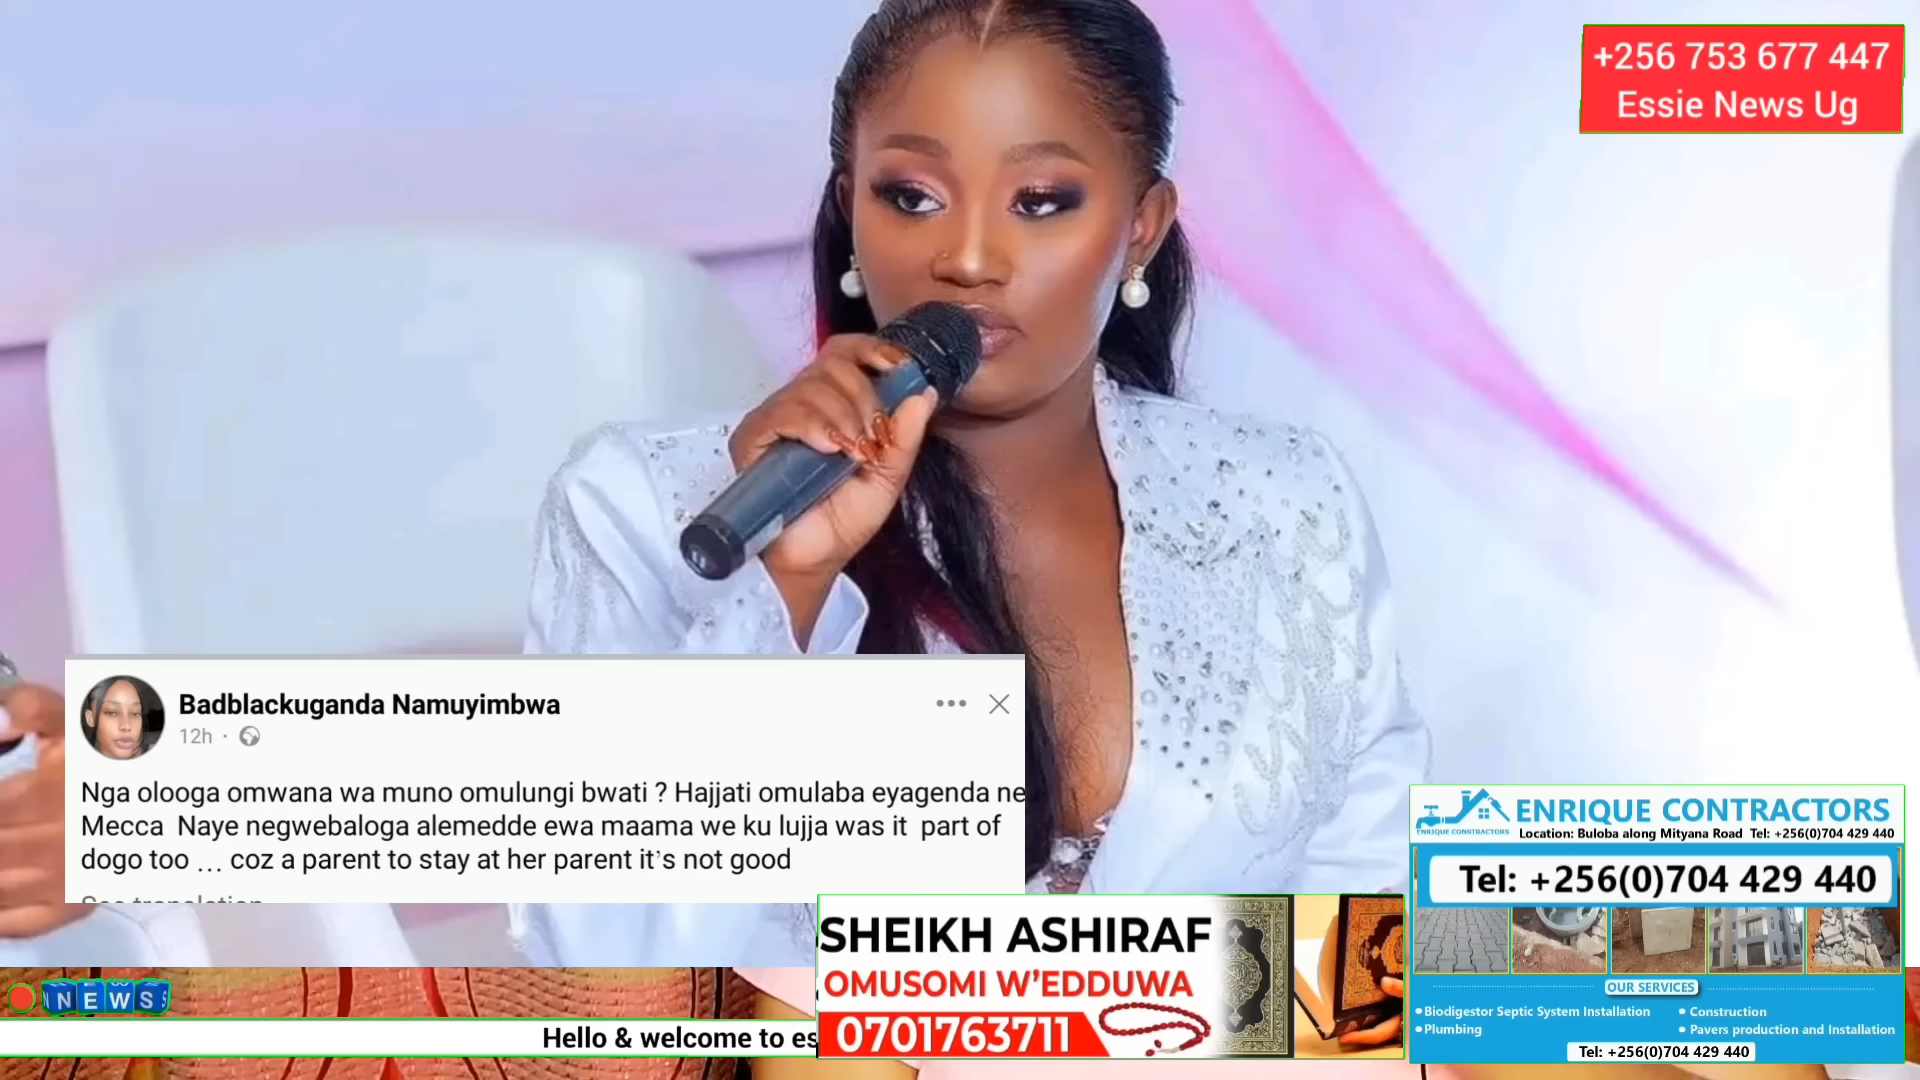 +256 753 677 447
Essie News Ug
Badblackuganda Namuyimbwa
12h ·
Nga olooga omwana wa muno omulungi bwati ? Hajjati omulaba eyagenda ne
Mecca Naye negwebaloga alemedde ewa maama we ku lujja was it part of
dogo too … coz a parent to stay at her parent it's not good
See translation
NEWS
Hello & welcome to es
SHEIKH ASHIRAF
OMUSOMI W'EDDUWA
0701763711
ENRIQUE CONTRACTORS
ENRIQUE CONSTRACTORS
Location: Buloba along Mityana Road Tel: +256(0)704 429 440
Tel: +256(0)704 429 440
OUR SERVICES
Biodigestor Septic System Installation
Plumbing
Construction
Pavers production and Installation
Tel: +256(0)704 429 440